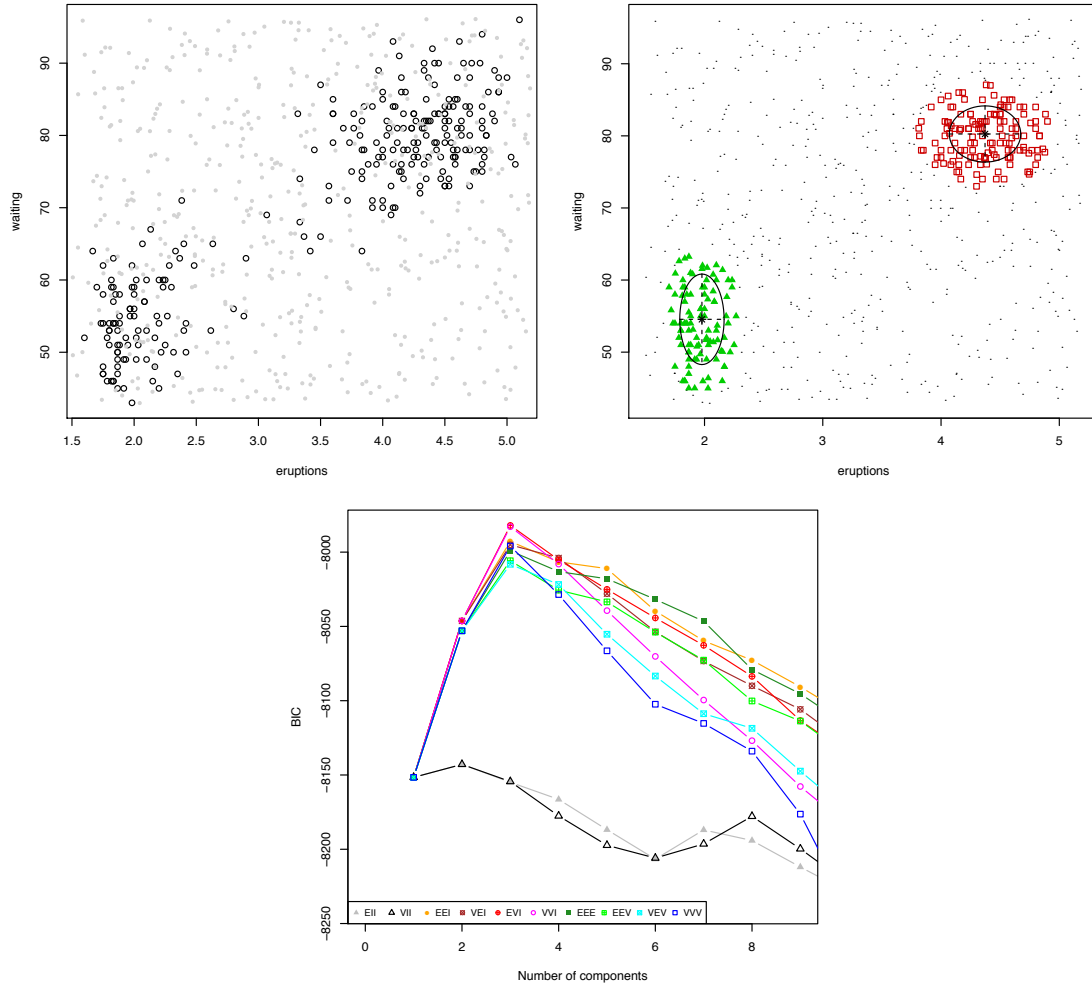 waiting
90
80
70
60
50
1.5 2.0 2.5 3.0 3.5 4.0 4.5 5.0
eruptions
waiting
90
80
70
60
50
2 3 4 5
eruptions
BIC
−8000
−8050
−8100
−8150
−8200
−8250
EII VII EEI VEI EVI VVI EEE EEV VEV VVV
0 2 4 6 8
Number of components